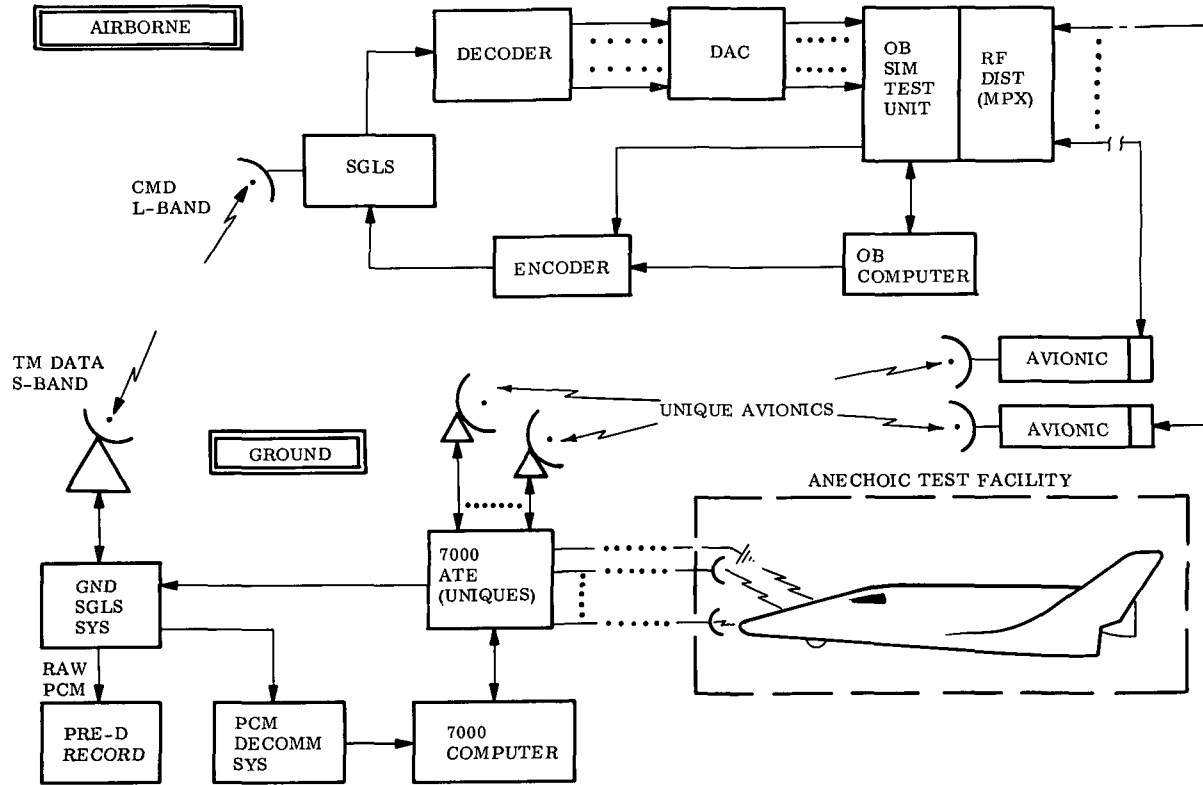 AIRBORNE
DECODER
DAC
OB
SIM
TEST
UNIT
RF
DIST
(MPX)
SGLS
CMD
L-BAND
ENCODER
OB
COMPUTER
TM DATA
S-BAND
AVIONIC
UNIQUE AVIONICS
AVIONIC
GROUND
ANECHOIC TEST FACILITY
7000
ATE
(UNIQUES)
GND
SGLS
SYS
RAW
PCM
PRE-D
RECORD
PCM
DECOMM
SYS
7000
COMPUTER